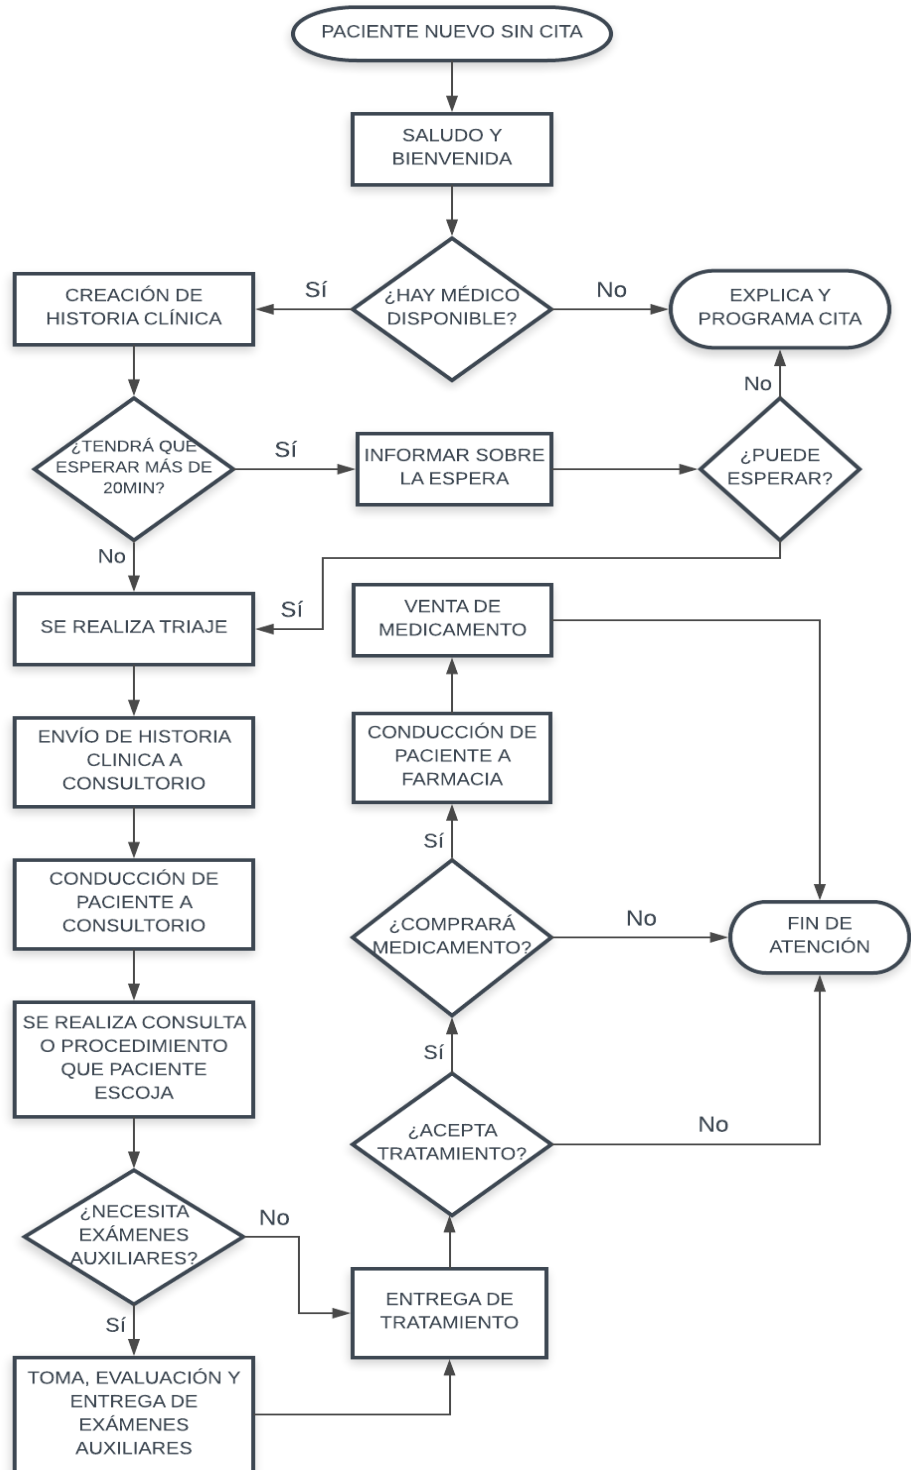 PACIENTE NUEVO SIN CITA
SALUDO Y
BIENVENIDA
¿HAY MÉDICO
DISPONIBLE?
Sí
No
CREACIÓN DE
HISTORIA CLÍNICA
EXPLICA Y
PROGRAMA CITA
¿TENDRÁ QUE
ESPERAR MÁS DE
20MIN?
Sí
INFORMAR SOBRE
LA ESPERA
¿PUEDE
ESPERAR?
No
No
Sí
SE REALIZA TRIAJE
ENVÍO DE HISTORIA
CLINICA A
CONSULTORIO
CONDUCCIÓN DE
PACIENTE A
CONSULTORIO
SE REALIZA CONSULTA
O PROCEDIMIENTO
QUE PACIENTE
ESCOJA
¿NECESITA
EXÁMENES
AUXILIARES?
No
Sí
TOMA, EVALUACIÓN Y
ENTREGA DE
EXÁMENES
AUXILIARES
ENTREGA DE
TRATAMIENTO
¿ACEPTA
TRATAMIENTO?
No
Sí
¿COMPRARÁ
MEDICAMENTO?
No
Sí
CONDUCCIÓN DE
PACIENTE A
FARMACIA
VENTA DE
MEDICAMENTO
FIN DE
ATENCIÓN